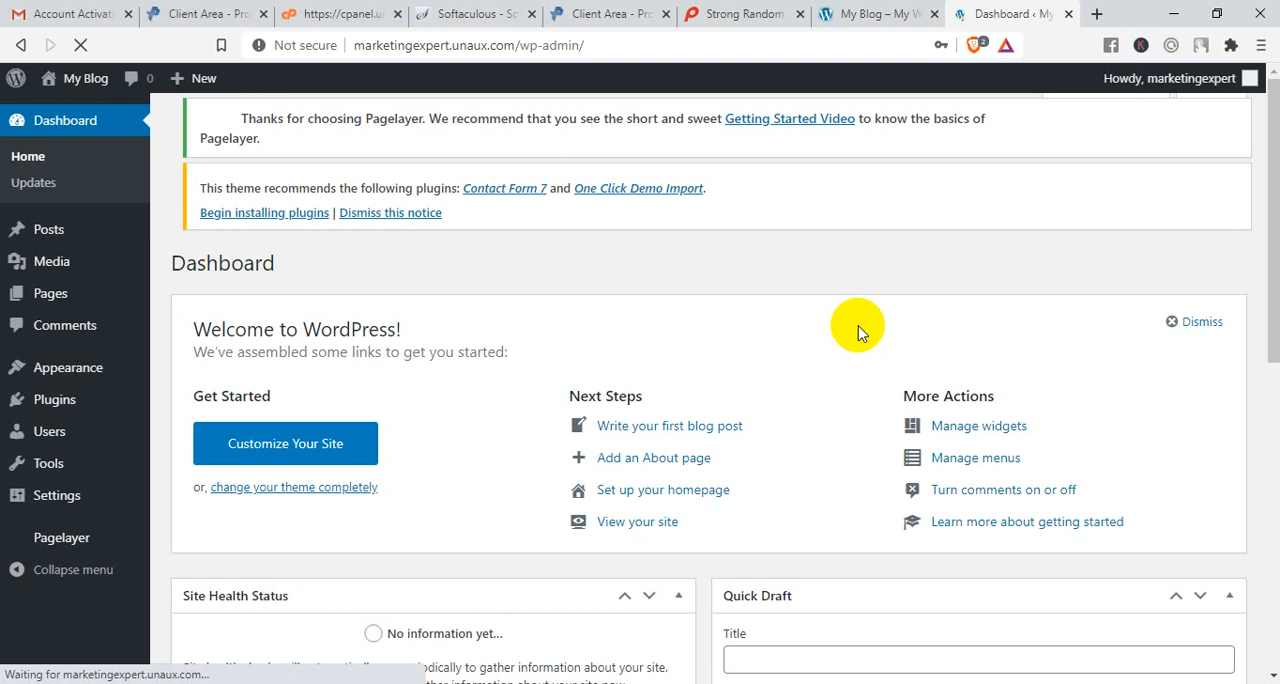 Account Activati
Client Area - Pro
https://cpanel.u
Softaculous - S
Client Area - Pro
Strong Random
My Blog – My W
Dashboard ‹ My
Not secure
marketingexpert.unaux.com/wp-admin/
2
My Blog
0
New
Howdy, marketingexpert
Dashboard
Home
Updates
Posts
Media
Pages
Comments
Appearance
Plugins
Users
Tools
Settings
Pagelayer
Collapse menu
Thanks for choosing Pagelayer. We recommend that you see the short and sweet Getting Started Video to know the basics of
Pagelayer.
This theme recommends the following plugins: Contact Form 7 and One Click Demo Import.
Begin installing plugins | Dismiss this notice
Dashboard
Welcome to WordPress!
We've assembled some links to get you started:
Dismiss
Get Started
Customize Your Site
or, change your theme completely
Next Steps
Write your first blog post
Add an About page
Set up your homepage
View your site
More Actions
Manage widgets
Manage menus
Turn comments on or off
Learn more about getting started
Site Health Status
No information yet...
odically to gather information about your site.
Quick Draft
Title
Waiting for marketingexpert.unaux.com...